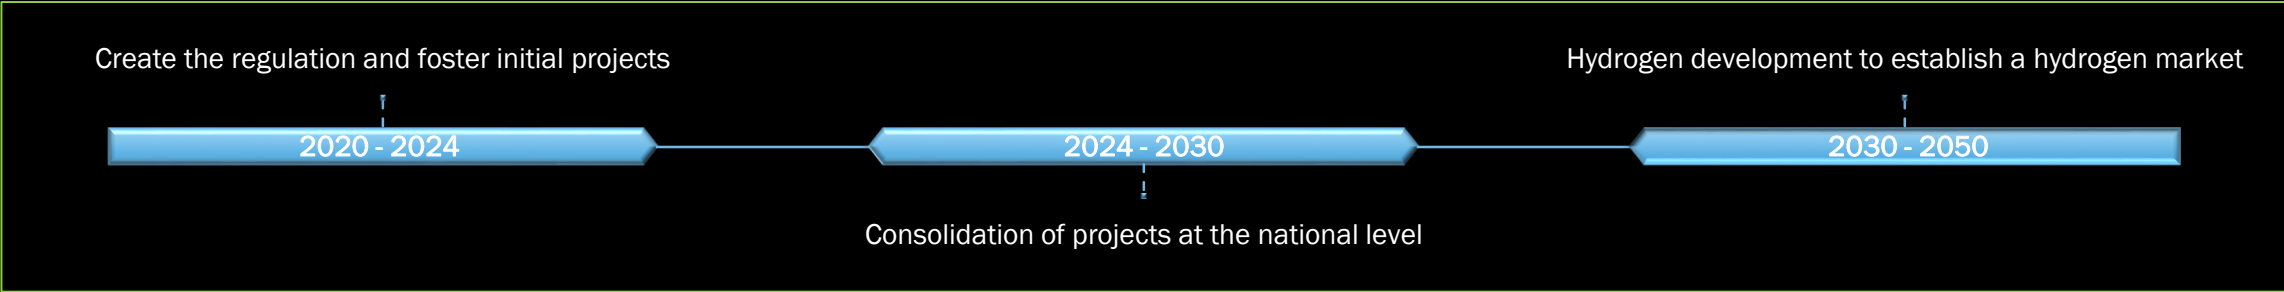 Create the regulation and foster initial projects
Hydrogen development to establish a hydrogen market
2020 - 2024
2024 - 2030
2030 - 2050
Consolidation of projects at the national level